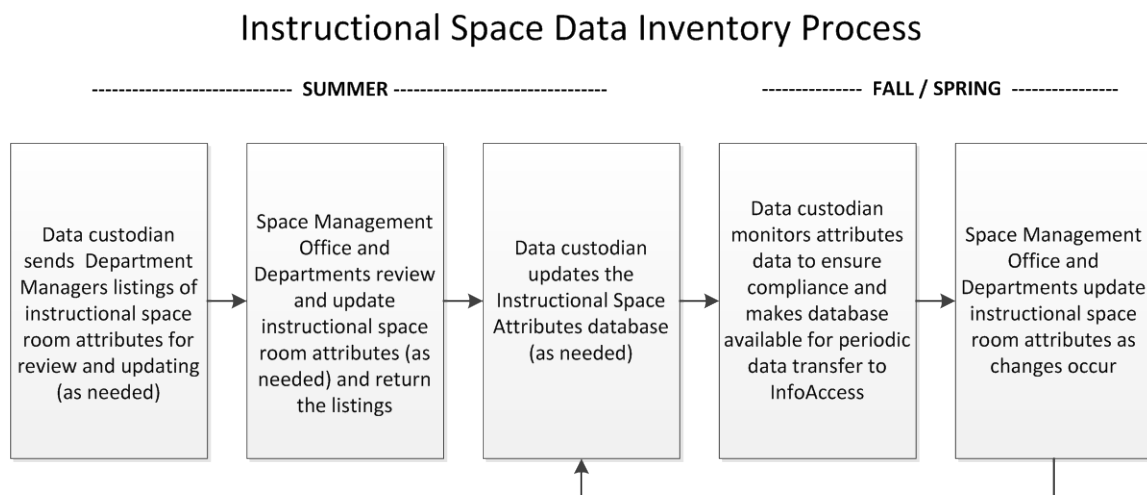 Instructional Space Data Inventory Process
------------------------------ SUMMER --------------------------------
--------------- FALL / SPRING ----------------
Data custodian
sends  Department
Managers listings of
instructional space
room attributes for
review and updating
(as needed)
Space Management
Office and
Departments review
and update
instructional space
room attributes (as
needed) and return
the listings
Data custodian
updates the
Instructional Space
Attributes database
(as needed)
Data custodian
monitors attributes
data to ensure
compliance and
makes database
available for periodic
data transfer to
InfoAccess
Space Management
Office and
Departments update
instructional space
room attributes as
changes occur